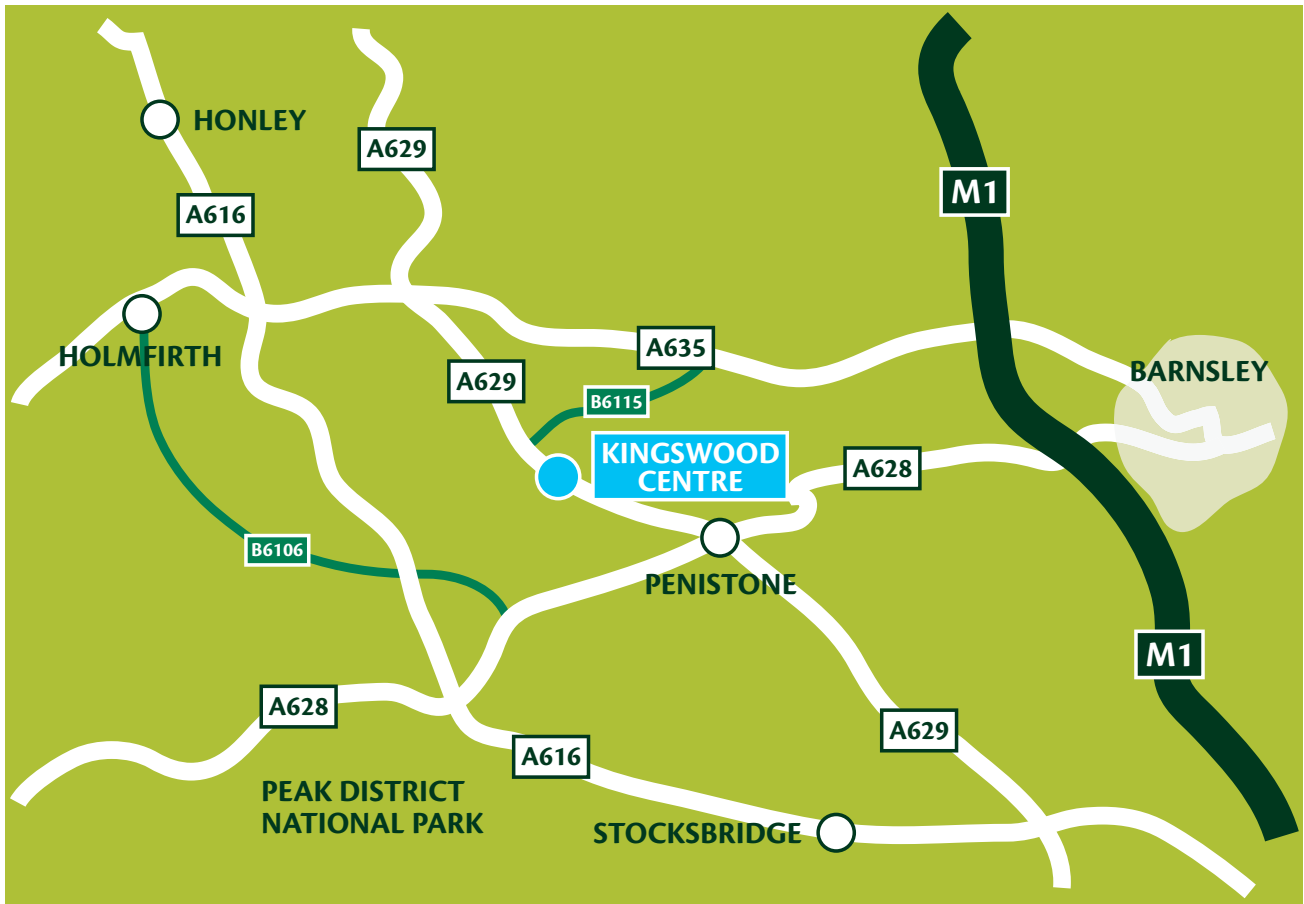 HONLEY
A629
M1
A616
A635
HOLMFIRTH
BARNSLEY
A629
B6115
KINGSWOOD
CENTRE
A628
B6106
PENISTONE
M1
A628
A629
A616
PEAK DISTRICT
NATIONAL PARK
STOCKSBRIDGE